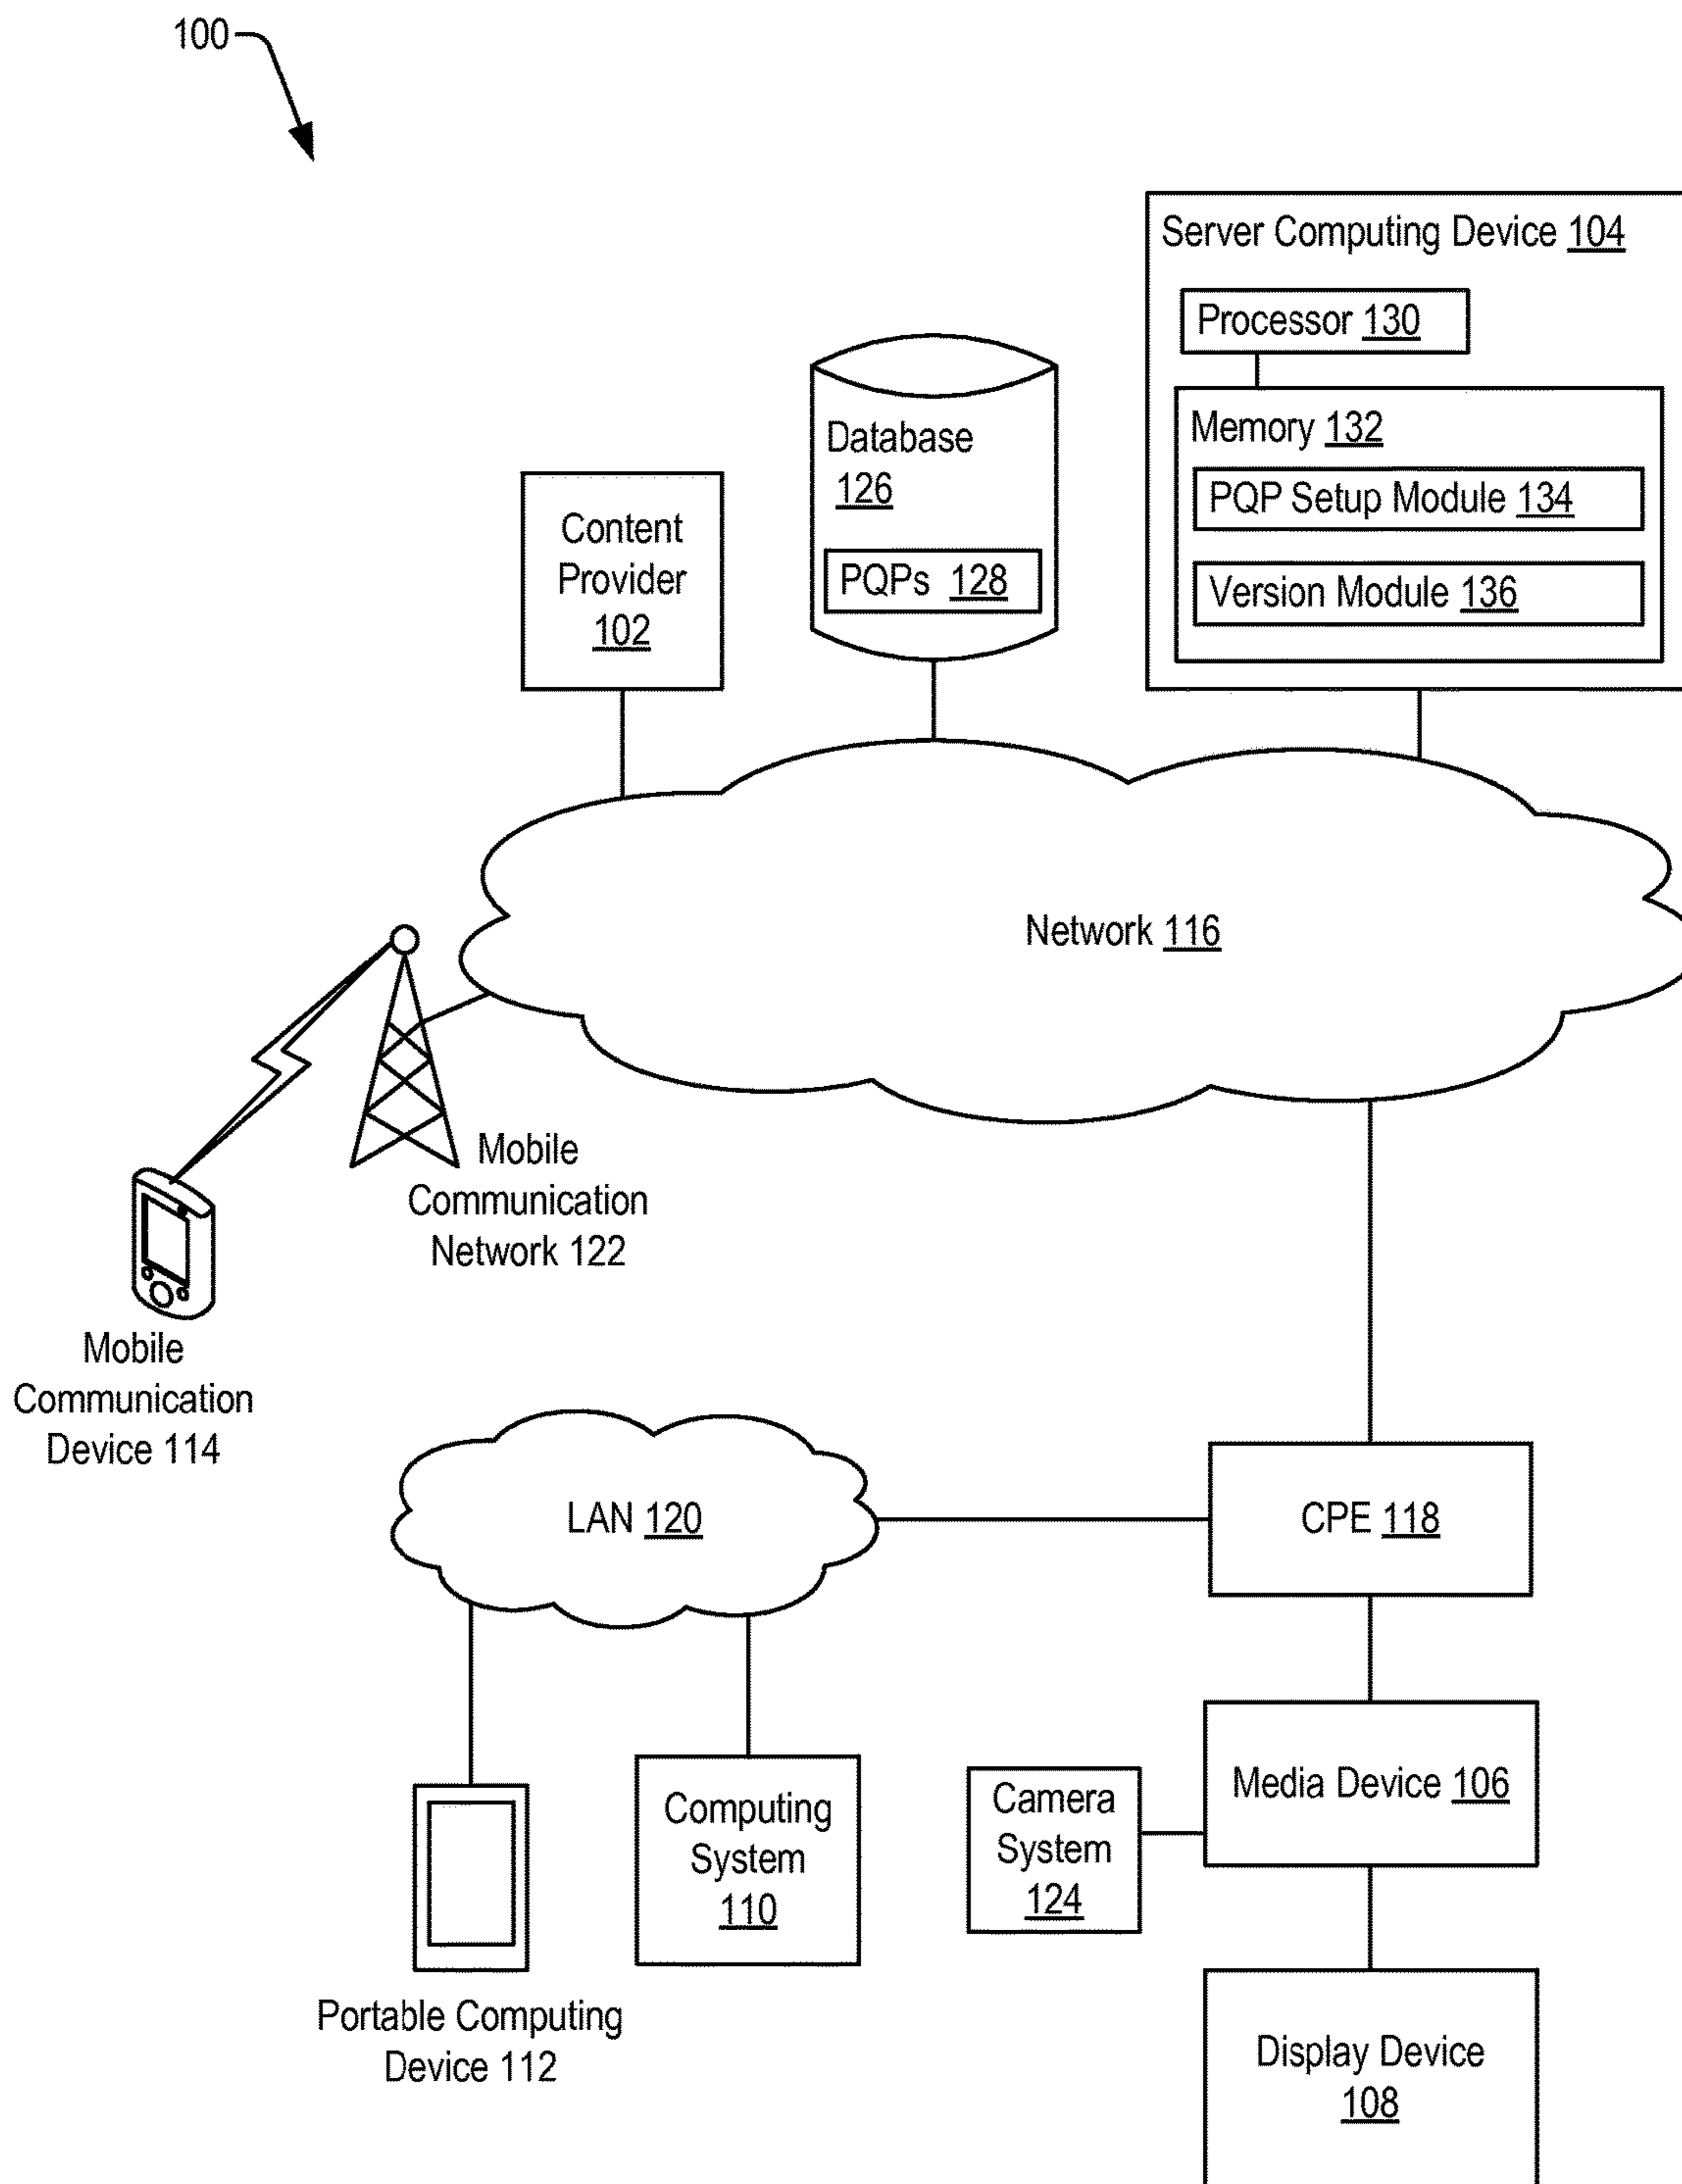 100
Server Computing Device 104
Processor 130
Memory 132
PQP Setup Module 134
Version Module 136
Database
126
PQPs 128
Content
Provider
102
Network 116
Mobile
Communication
Network 122
Mobile
Communication
Device 114
LAN 120
CPE 118
Media Device 106
Camera
System
124
Computing
System
110
Portable Computing
Device 112
Display Device
108